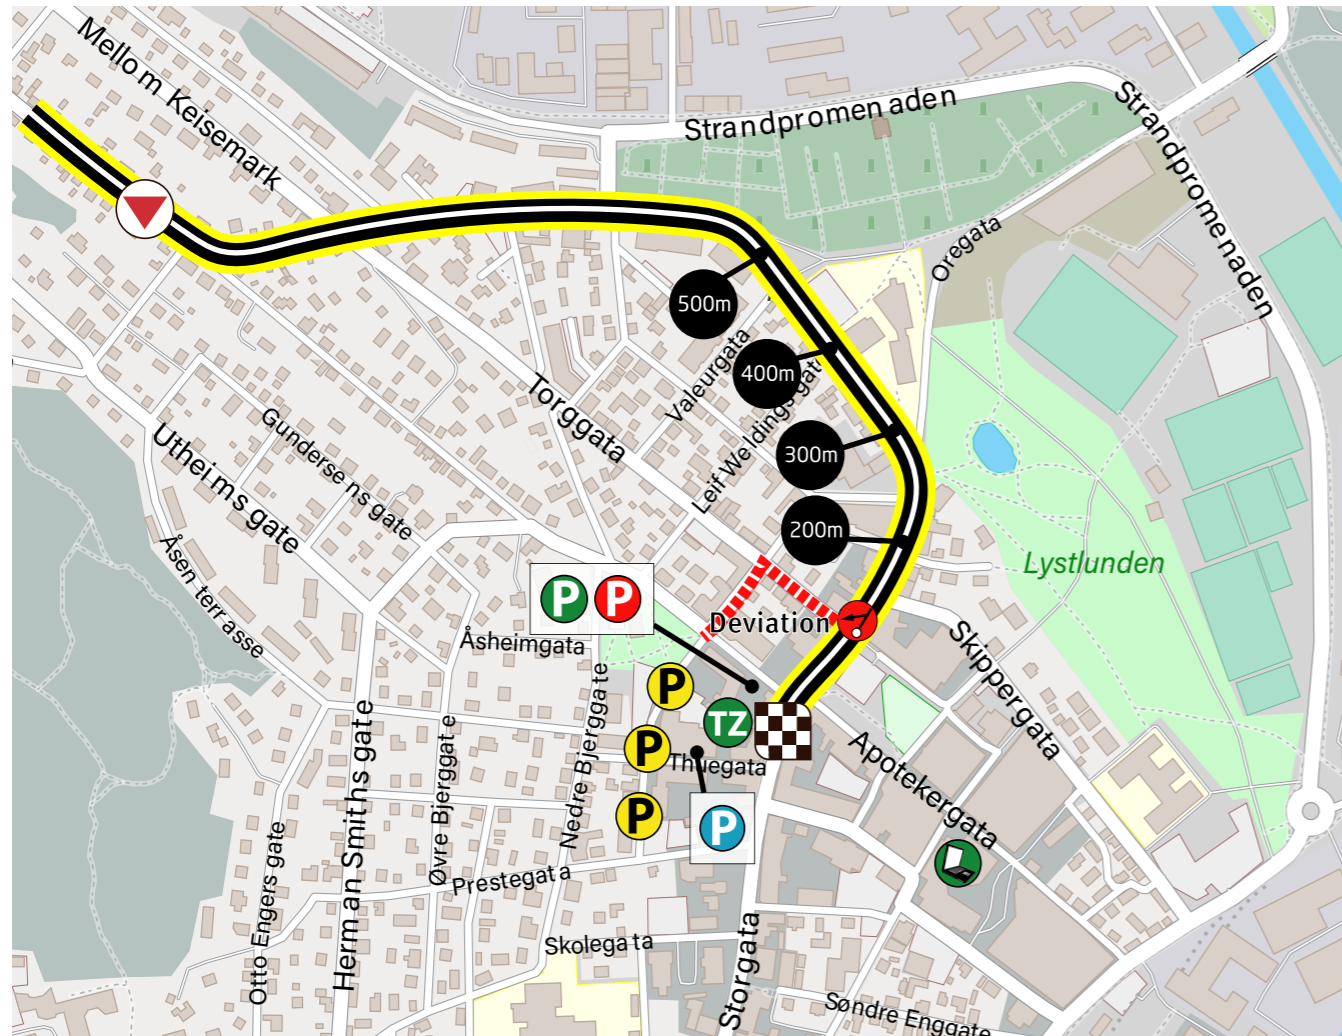 Mellom Keisemark
Strandpromenaden
Strandpromenaden
Oregata
500m
400m
300m
200m
Valeurgata
Leif Weldings gate
Torggata
Gundersens gate
Utheims gate
Åsen terrasse
Lystlunden
P P
Deviation
Åsheimgata
Skippergata
P
TZ
P
Thuegata
P
P
Apotekergata
Nedre Bjerggate
Øvre Bjerggate
Herman Smiths gate
Otto Engers gate
Prestegata
Skolegata
Storgata
Søndre Enggate